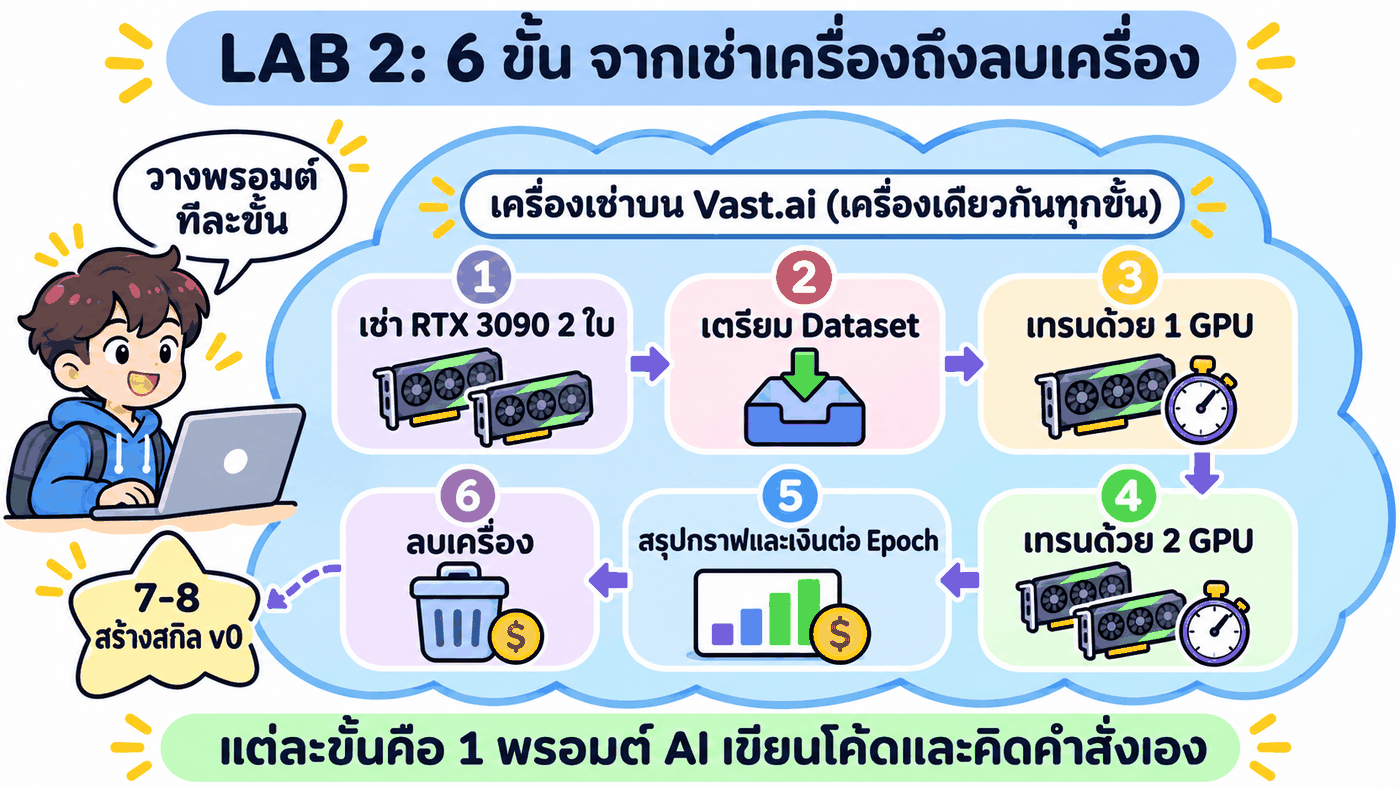 LAB 2: 6 ขั้น จากเช่าเครื่องถึงลบเครื่อง
วางพรอมต์
ทีละขั้น
เครื่องเช่าบน Vast.ai (เครื่องเดียวกันทุกขั้น)
1
เช่า RTX 3090 2 ใบ
2
เตรียม Dataset
3
เทรนด้วย 1 GPU
4
เทรนด้วย 2 GPU
5
สรุปกราฟและเงินต่อ Epoch
$
6
ลบเครื่อง
$
7-8
สร้างสกิล v0
แต่ละขั้นคือ 1 พรอมต์ AI เขียนโค้ดและคิดคำสั่งเอง